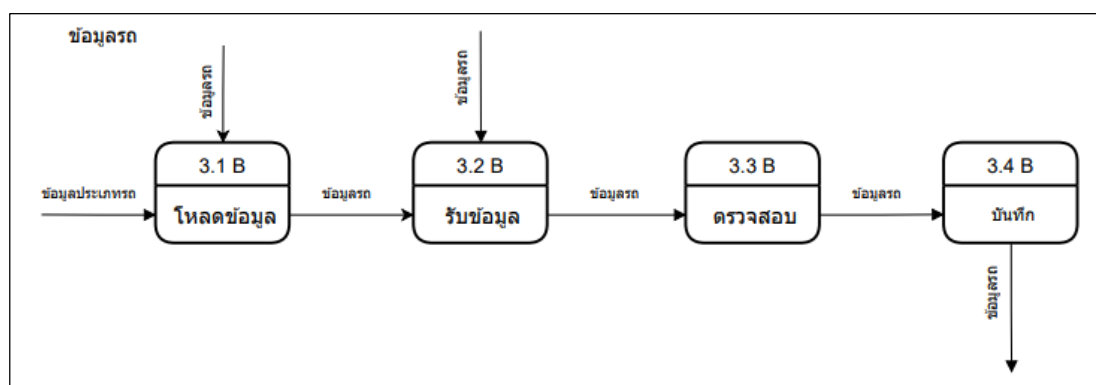 ข้อมูลรถ
ข้อมูลรถ
ข้อมูลรถ
3.1 B
3.2 B
3.3 B
3.4 B
ข้อมูลประเภทรถ
ข้อมูลรถ
ข้อมูลรถ
ข้อมูลรถ
โหลดข้อมูล
รับข้อมูล
ตรวจสอบ
บันทึก
ข้อมูลรถ